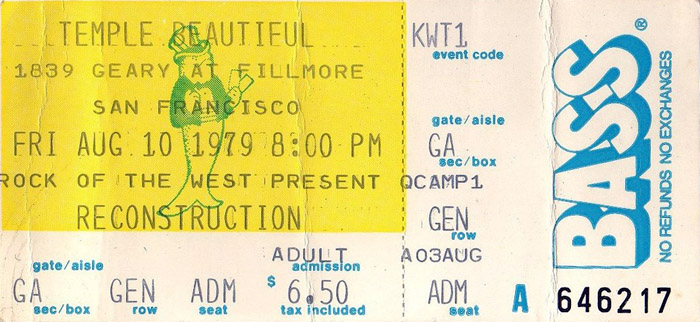 TEMPLE BEAUTIFUL
1839 GEARY AT FILLMORE
SAN FRANCISCO
FRI AUG 10 1979 8:00 PM
ROCK OF THE WEST PRESENT
RECONSTRUCTION
ADULT
gate/aisle
admission
GA GEN ADM $ 6.50
sec/box row seat tax included
KWT1
event code
gate/aisle
GA
sec/box
QCAMP1
GEN
row
A03AUG
ADM
seat
A 646217
BASS®
NO REFUNDS NO EXCHANGES